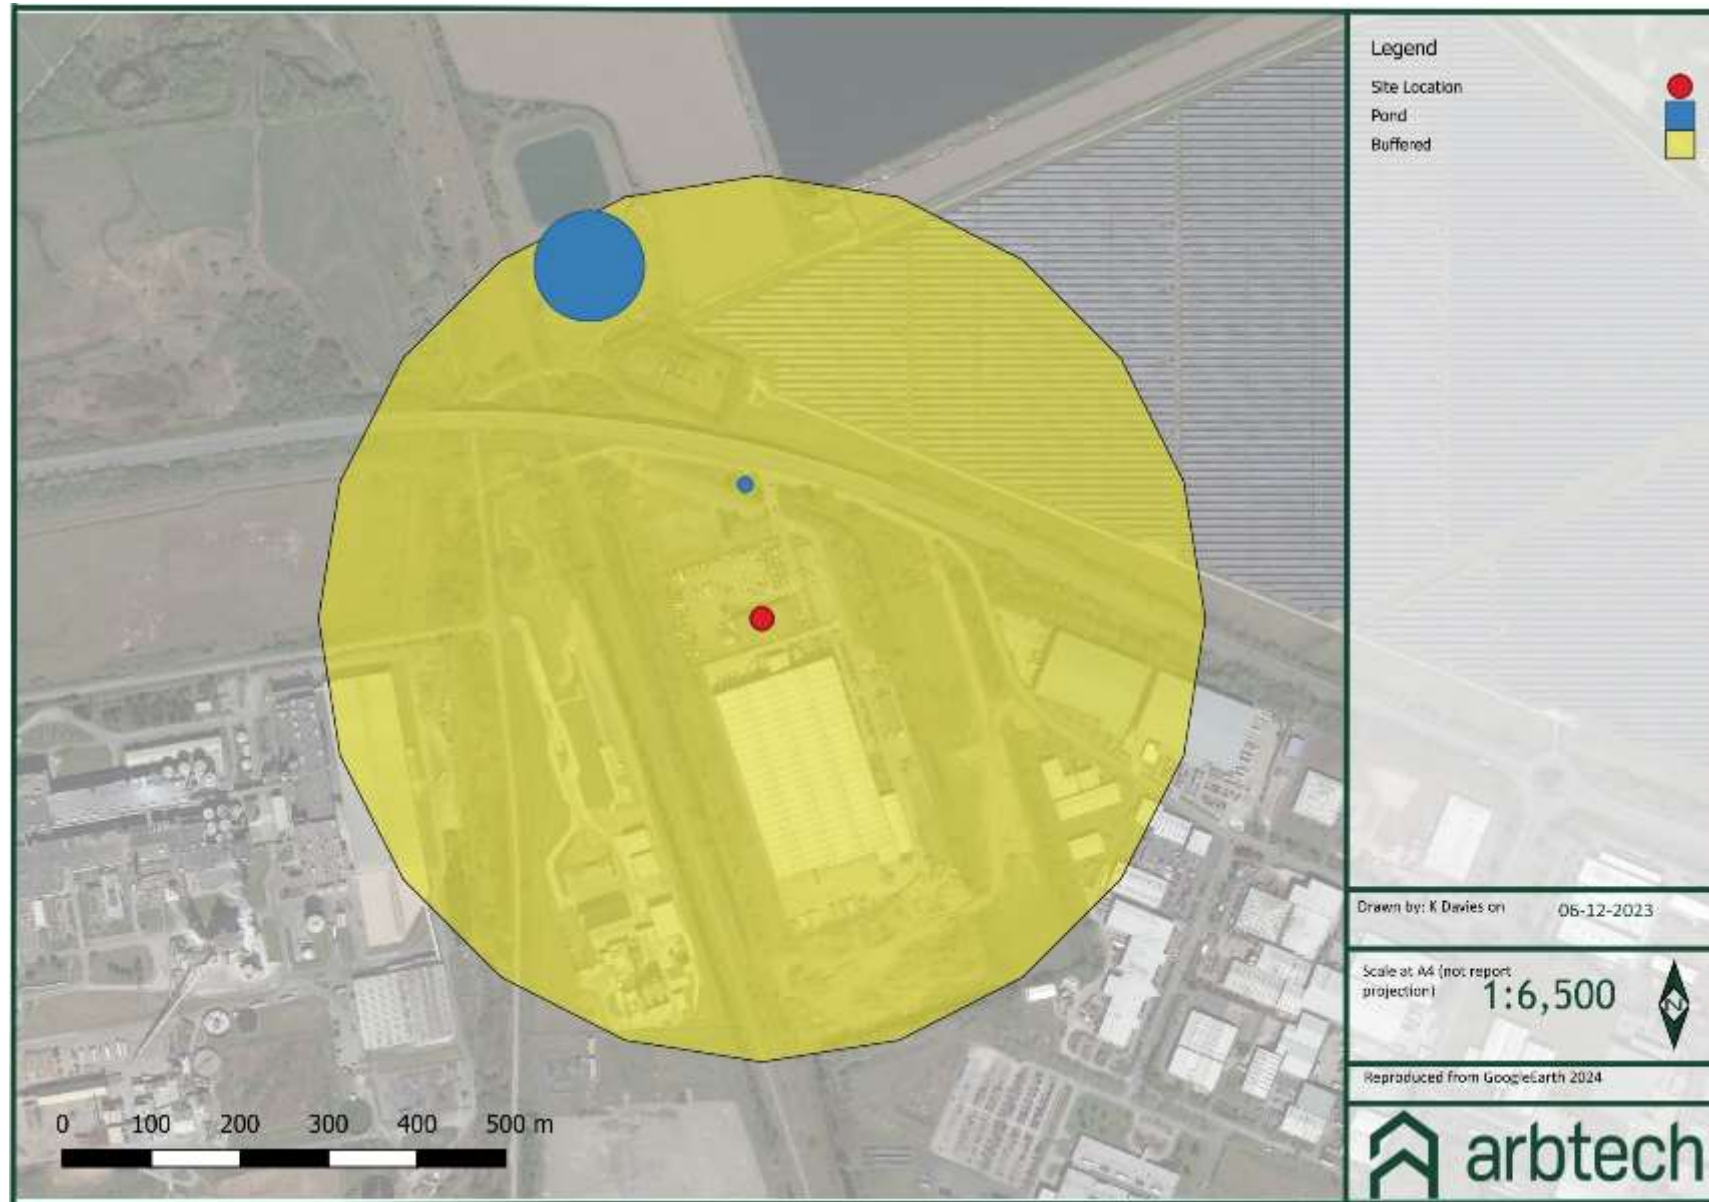 Legend
Site Location
Pond
Buffered
Drawn by: K Davies on 06-12-2023
Scale at A4 (not report
projection) 1:6,500
N
Reproduced from GoogleEarth 2024
arbtech
0 100 200 300 400 500 m